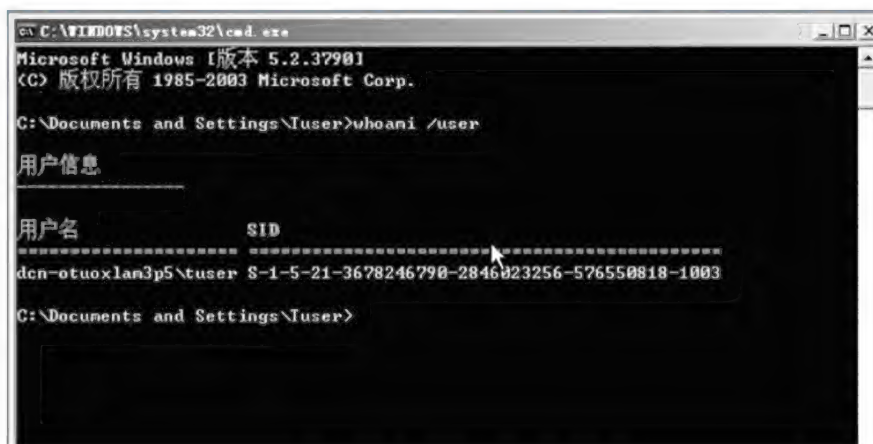 C:\WINDOWS\system32\cmd.exe
Microsoft Windows [版本 5.2.3790]
(C) 版权所有 1985-2003 Microsoft Corp.
C:\Documents and Settings\Tuser>whoami /user
用户信息
----------------
用户名 SID
====================== =============================================
dcn-otuoxlam3p5\tuser S-1-5-21-3678246790-2846023256-576550818-1003
C:\Documents and Settings\Tuser>